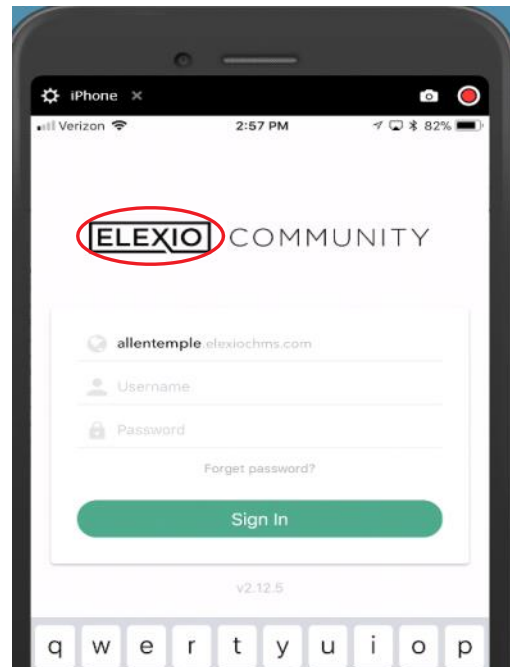 iPhone ×
Verizon 2:57 PM 82%
ELEXIO COMMUNITY
allentemple.elexiochms.com
Username
Password
Forget password?
Sign In
v2.12.5
q w e r t y u i o p